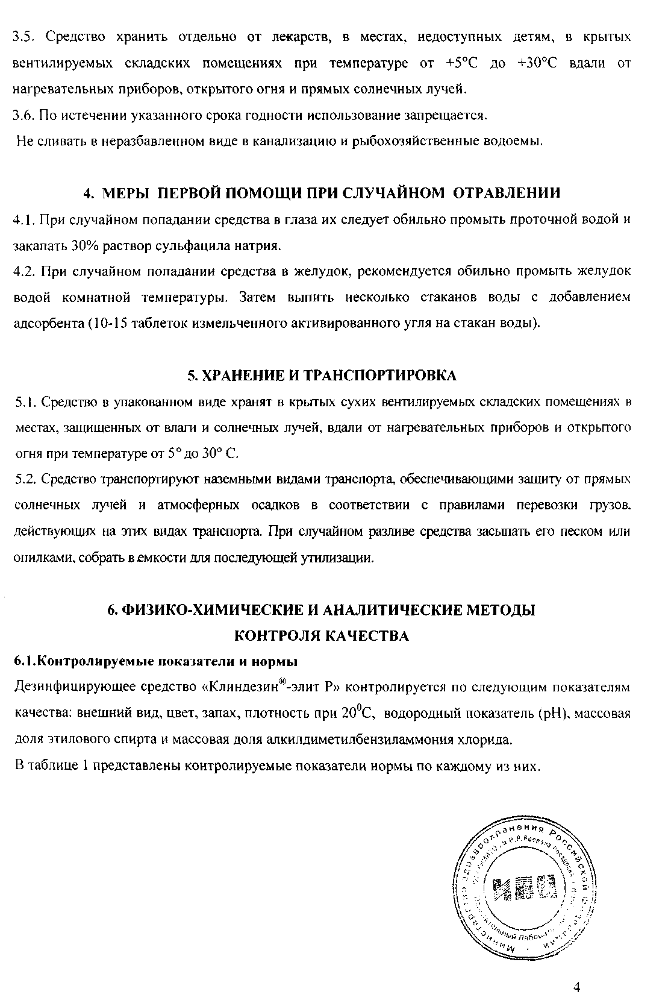 3.5. Средство хранить отдельно от лекарств, в местах, недоступных детям, в крытых
вентилируемых складских помещениях при температуре от +5°С до +30°С вдали от
нагревательных приборов, открытого огня и прямых солнечных лучей.
3.6. По истечении указанного срока годности использование запрещается.
Не сливать в неразбавленном виде в канализацию и рыбохозяйственные водоемы.
4. МЕРЫ ПЕРВОЙ ПОМОЩИ ПРИ СЛУЧАЙНОМ ОТРАВЛЕНИИ
4.1. При случайном попадании средства в глаза их следует обильно промыть проточной водой и
закапать 30% раствор сульфацила натрия.
4.2. При случайном попадании средства в желудок, рекомендуется обильно промыть желудок
водой комнатной температуры. Затем выпить несколько стаканов воды с добавлением
адсорбента (10-15 таблеток измельченного активированного угля на стакан воды).
5. ХРАНЕНИЕ И ТРАНСПОРТИРОВКА
5.1. Средство в упакованном виде хранят в крытых сухих вентилируемых складских помещениях в
местах, защищенных от влаги и солнечных лучей, вдали от нагревательных приборов и открытого
огня при температуре от 5° до 30° С.
5.2. Средство транспортируют наземными видами транспорта, обеспечивающими защиту от прямых
солнечных лучей и атмосферных осадков в соответствии с правилами перевозки грузов,
действующих на этих видах транспорта. При случайном разливе средства засыпать его песком или
опилками, собрать в емкости для последующей утилизации.
6. ФИЗИКО-ХИМИЧЕСКИЕ И АНАЛИТИЧЕСКИЕ МЕТОДЫ
КОНТРОЛЯ КАЧЕСТВА
6.1.Контролируемые показатели и нормы
Дезинфицирующее средство «Клиндезин®-элит Р» контролируется по следующим показателям
качества: внешний вид, цвет, запах, плотность при 20⁰С, водородный показатель (рН), массовая
доля этилового спирта и массовая доля алкилдиметилбензиламмония хлорида.
В таблице 1 представлены контролируемые показатели нормы по каждому из них.
Министерство здравоохранения Российской
ИЛЦ
4